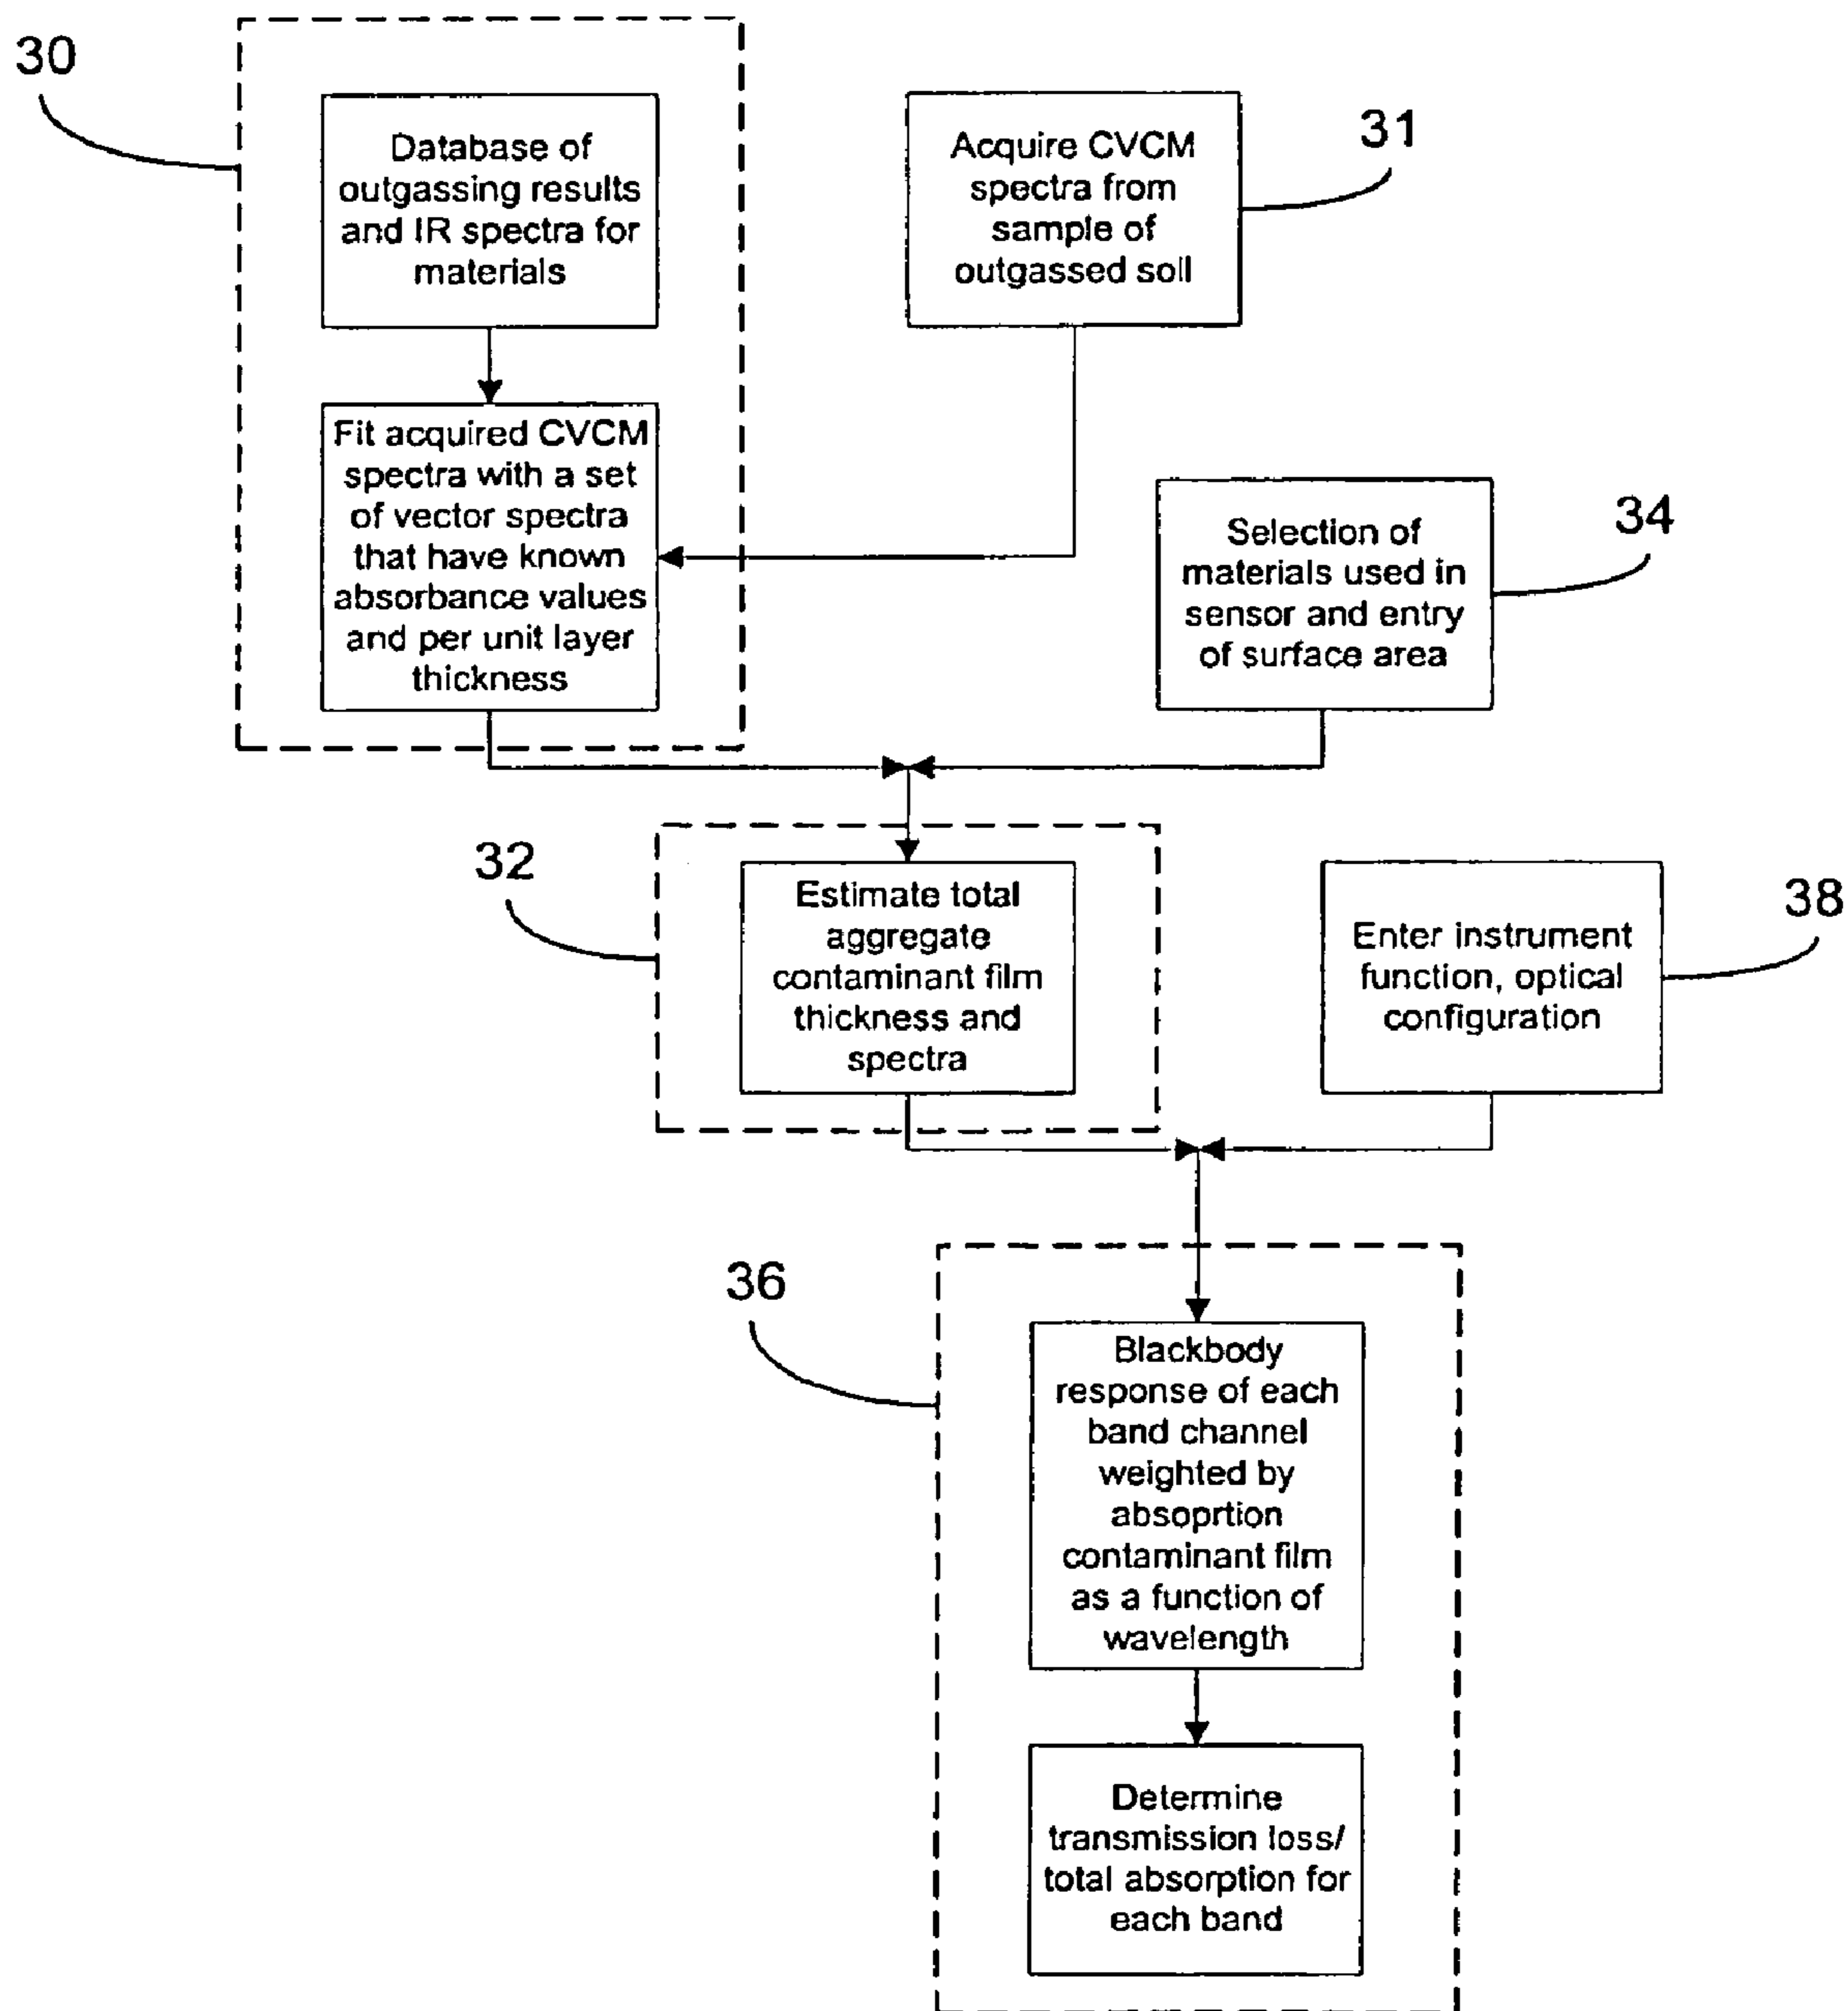 30
Database of
outgassing results
and IR spectra for
materials
Acquire CVCM
spectra from
sample of
outgassed soil
31
Fit acquired CVCM
spectra with a set
of vector spectra
that have known
absorbance values
and per unit layer
thickness
Selection of
materials used in
sensor and entry
of surface area
34
32
Estimate total
aggregate
contaminant film
thickness and
spectra
Enter instrument
function, optical
configuration
38
36
Blackbody
response of each
band channel
weighted by
absoprtion
contaminant film
as a function of
wavelength
Determine
transmission loss/
total absorption for
each band